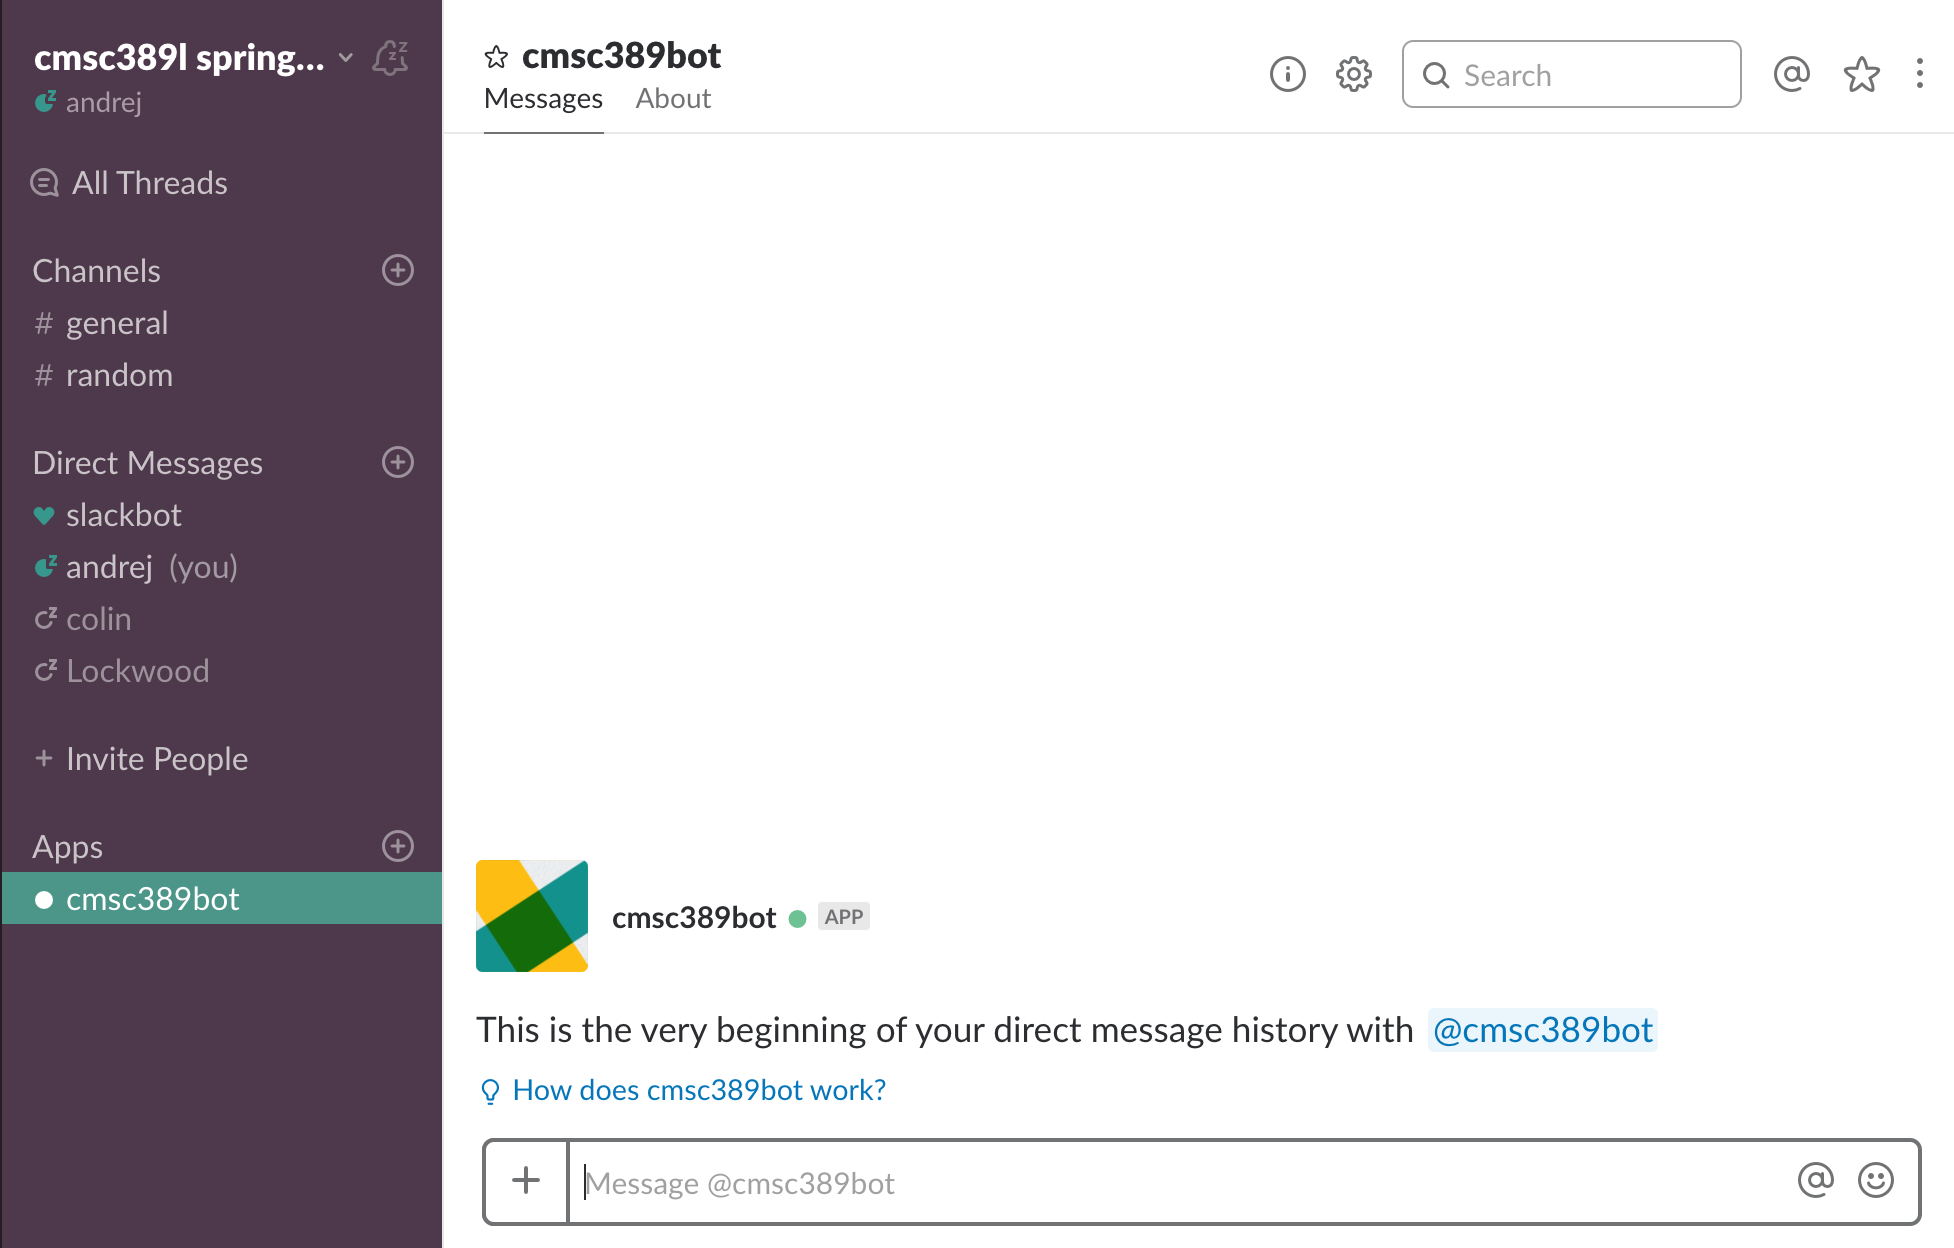 cmsc389l spring...
andrej
All Threads
Channels
# general
# random
Direct Messages
slackbot
andrej (you)
colin
Lockwood
+ Invite People
Apps
cmsc389bot
cmsc389bot
Messages About
Search
cmsc389bot APP
This is the very beginning of your direct message history with @cmsc389bot
How does cmsc389bot work?
Message @cmsc389bot